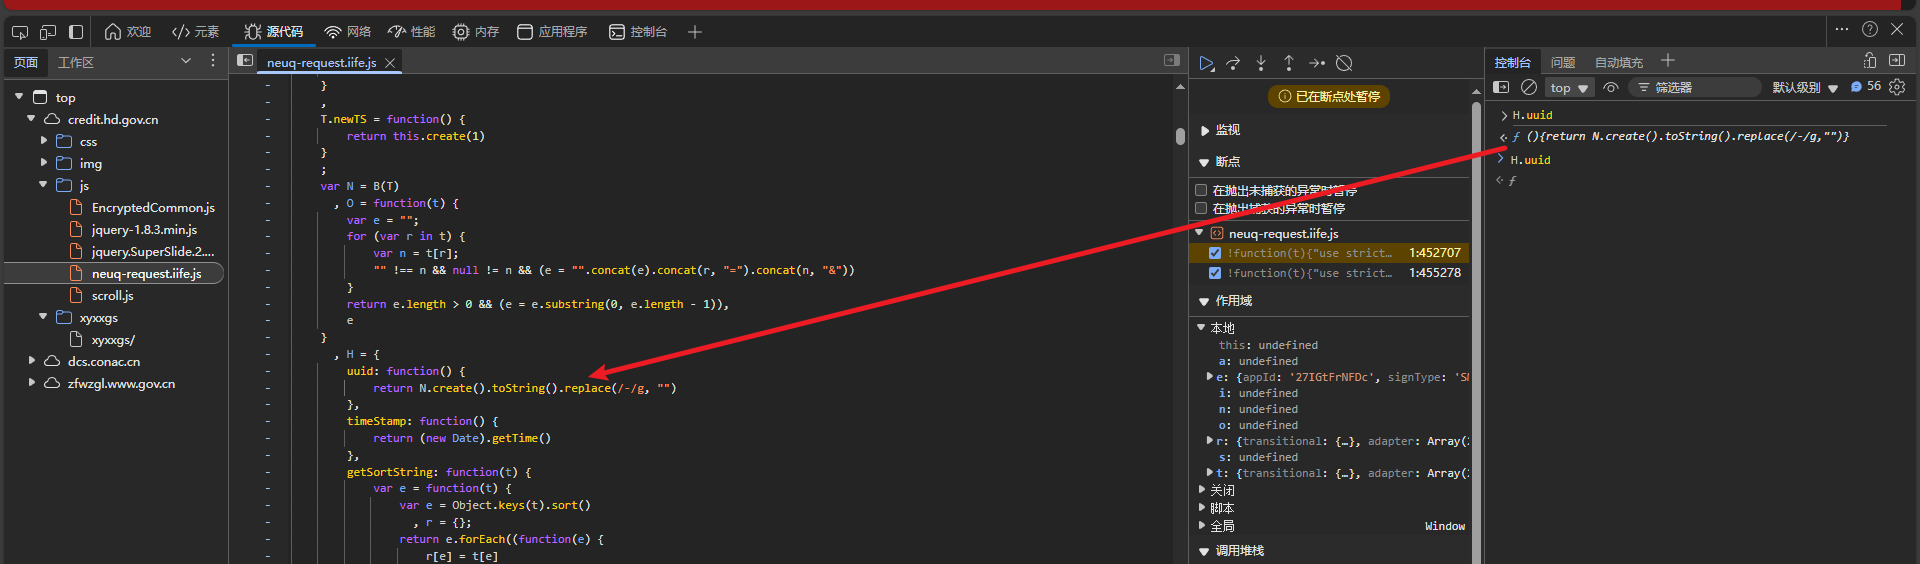 欢迎 元素 源代码 网络 性能 内存 应用程序 控制台
页面 工作区
top
credit.hd.gov.cn
css
img
js
EncryptedCommon.js
jquery-1.8.3.min.js
jquery.SuperSlide.2....
neuq-request.iife.js
scroll.js
xyxxgs
xyxxgs/
dcs.conac.cn
zfwzgl.www.gov.cn
neuq-request.iife.js
}
,
T.newTS = function() {
return this.create(1)
}
;
var N = B(T)
, O = function(t) {
var e = "";
for (var r in t) {
var n = t[r];
"" !== n && null != n && (e = "".concat(e).concat(r, "=").concat(n, "&"))
}
return e.length > 0 && (e = e.substring(0, e.length - 1)),
e
}
, H = {
uuid: function() {
return N.create().toString().replace(/-/g, "")
},
timeStamp: function() {
return (new Date).getTime()
},
getSortString: function(t) {
var e = function(t) {
var e = Object.keys(t).sort()
, r = {};
return e.forEach((function(e) {
r[e] = t[e]
已在断点处暂停
监视
断点
在抛出未捕获的异常时暂停
在抛出捕获的异常时暂停
neuq-request.iife.js
!function(t){"use strict… 1:452707
!function(t){"use strict… 1:455278
作用域
本地
this: undefined
a: undefined
e: {appId: '27IGtFrNFDc', signType: 'S
i: undefined
n: undefined
o: undefined
r: {transitional: {…}, adapter: Array(
s: undefined
t: {transitional: {…}, adapter: Array(
关闭
脚本
全局 Window
调用堆栈
控制台 问题 自动填充
top 筛选器 默认级别 56
H.uuid
ƒ (){return N.create().toString().replace(/-/g,"")}
H.uuid
ƒ